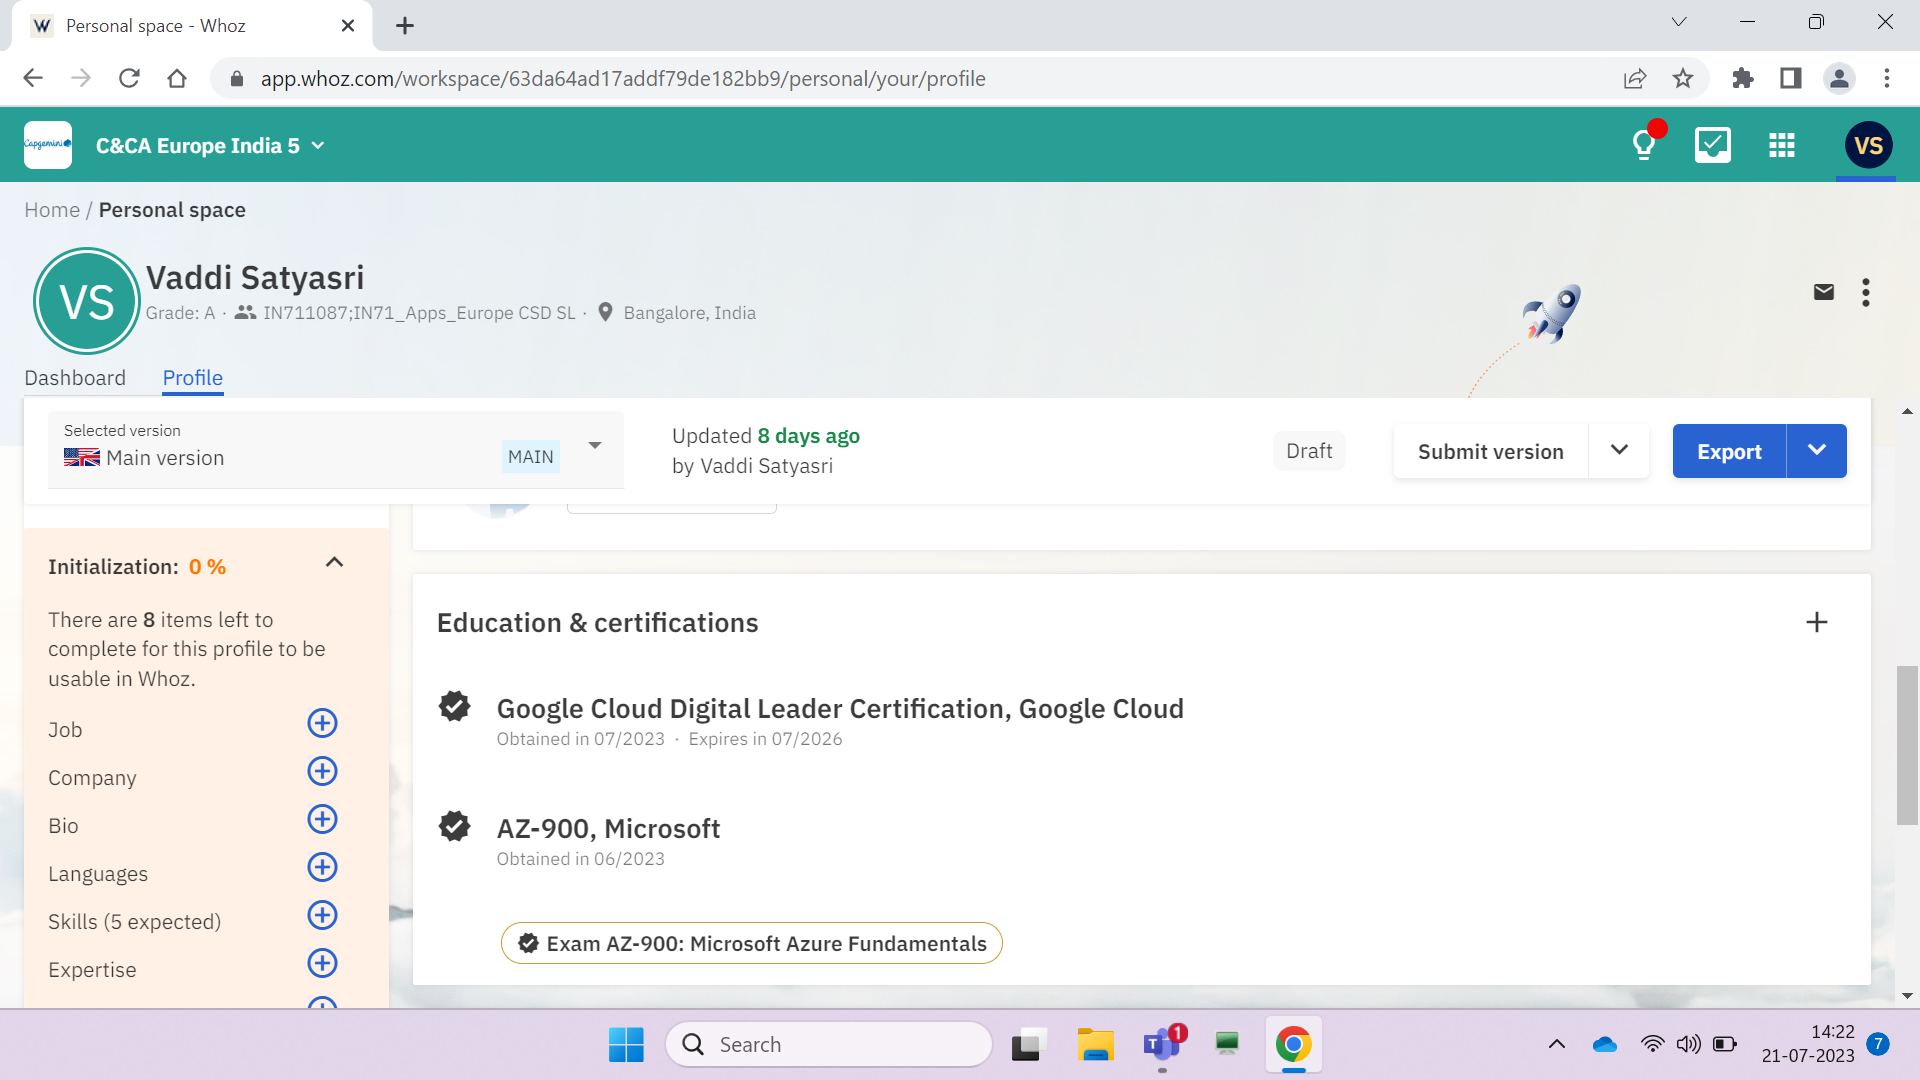 Personal space - Whoz
app.whoz.com/workspace/63da64ad17addf79de182bb9/personal/your/profile
Capgemini
C&CA Europe India 5
VS
Home / Personal space
VS
Vaddi Satyasri
Grade: A · IN711087;IN71_Apps_Europe CSD SL · Bangalore, India
Dashboard
Profile
Selected version
Main version
MAIN
Updated 8 days ago
by Vaddi Satyasri
Draft
Submit version
Export
Initialization: 0 %
There are 8 items left to
complete for this profile to be
usable in Whoz.
Job
Company
Bio
Languages
Skills (5 expected)
Expertise
Education & certifications
Google Cloud Digital Leader Certification, Google Cloud
Obtained in 07/2023 · Expires in 07/2026
AZ-900, Microsoft
Obtained in 06/2023
Exam AZ-900: Microsoft Azure Fundamentals
Search
1
14:22
21-07-2023
7